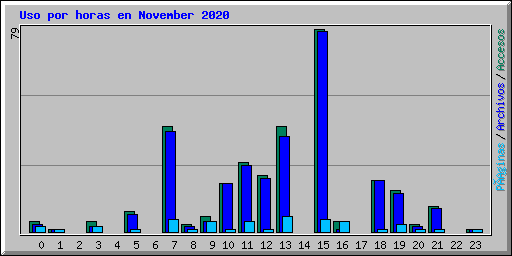 Uso por horas en November 2020
79
Pÿginas / Archivos / Accesos
0 1 2 3 4 5 6 7 8 9 10 11 12 13 14 15 16 17 18 19 20 21 22 23